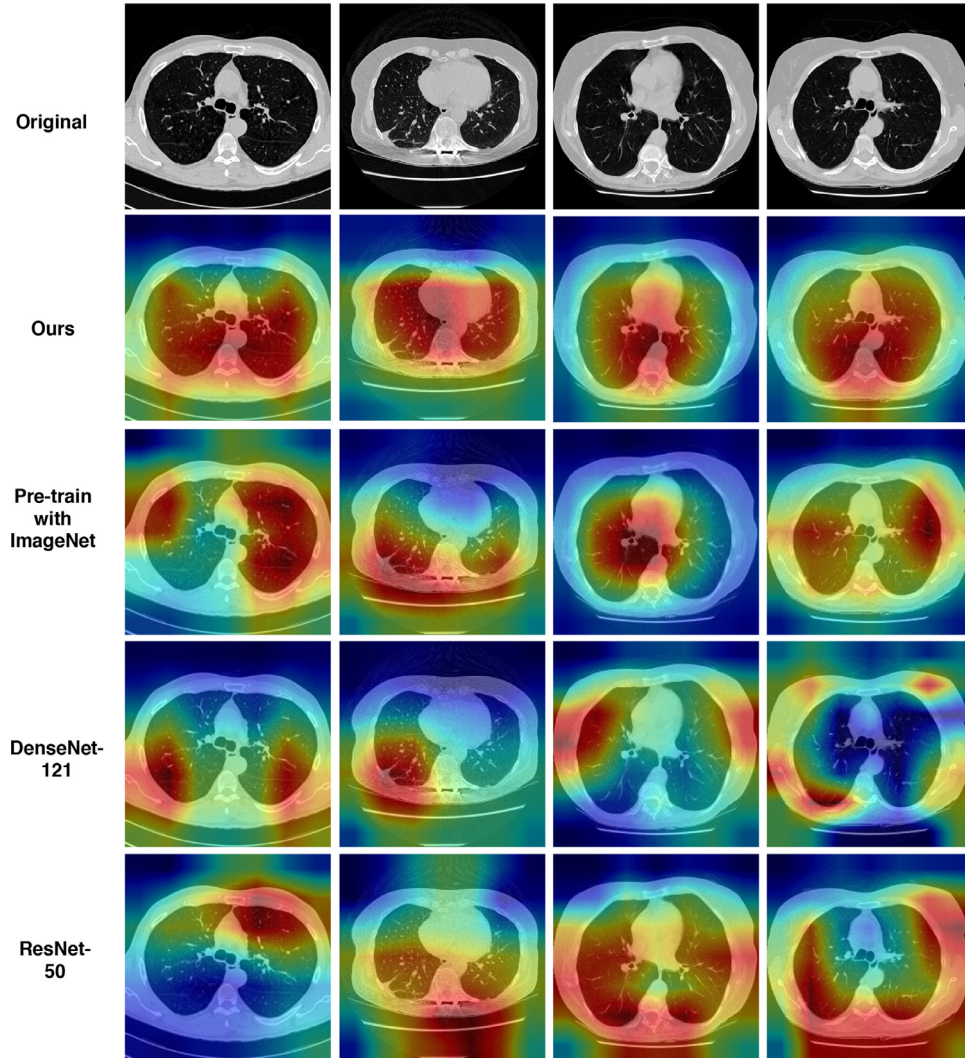 Original
Ours
Pre-train
with
ImageNet
DenseNet-
121
ResNet-
50